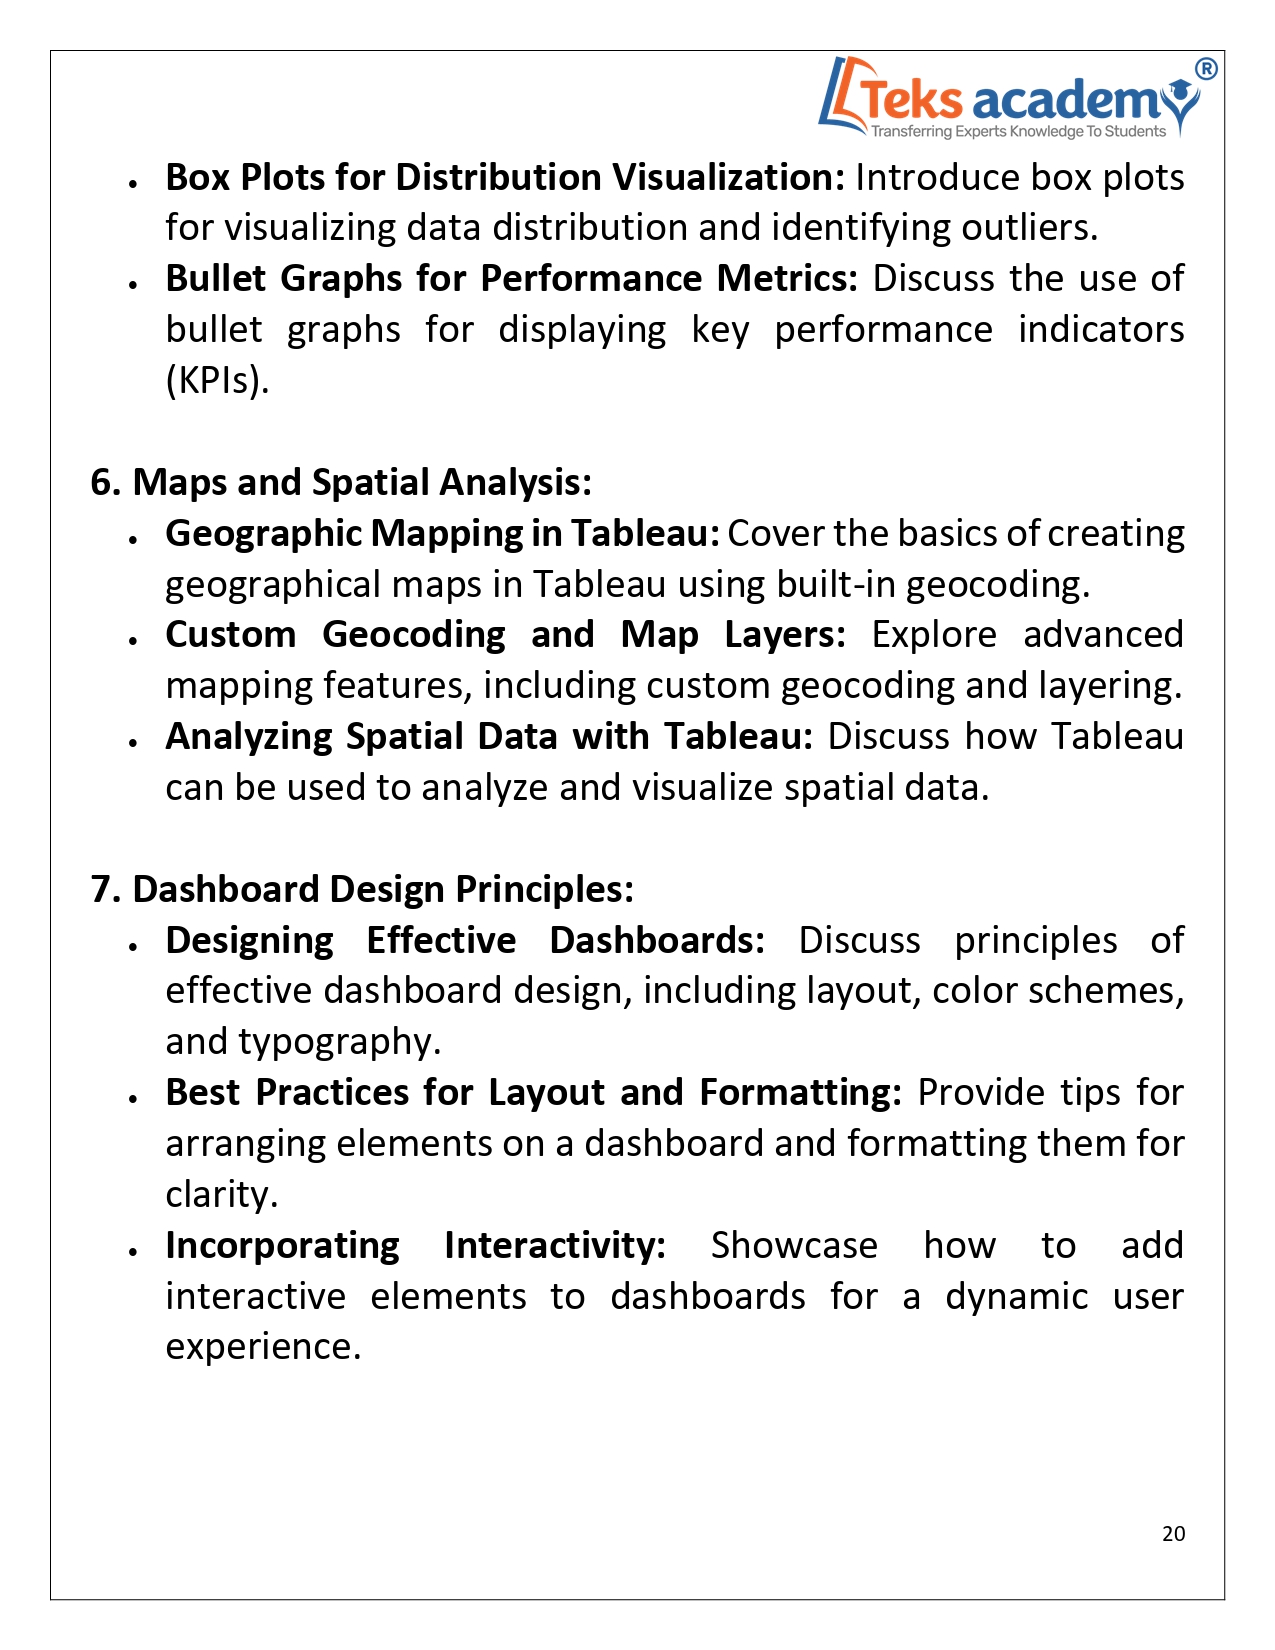 Teks academy ®
Transferring Experts Knowledge To Students
• Box Plots for Distribution Visualization: Introduce box plots
for visualizing data distribution and identifying outliers.
• Bullet Graphs for Performance Metrics: Discuss the use of
bullet graphs for displaying key performance indicators
(KPIs).
6. Maps and Spatial Analysis:
• Geographic Mapping in Tableau: Cover the basics of creating
geographical maps in Tableau using built-in geocoding.
• Custom Geocoding and Map Layers: Explore advanced
mapping features, including custom geocoding and layering.
• Analyzing Spatial Data with Tableau: Discuss how Tableau
can be used to analyze and visualize spatial data.
7. Dashboard Design Principles:
• Designing Effective Dashboards: Discuss principles of
effective dashboard design, including layout, color schemes,
and typography.
• Best Practices for Layout and Formatting: Provide tips for
arranging elements on a dashboard and formatting them for
clarity.
• Incorporating Interactivity: Showcase how to add
interactive elements to dashboards for a dynamic user
experience.
20